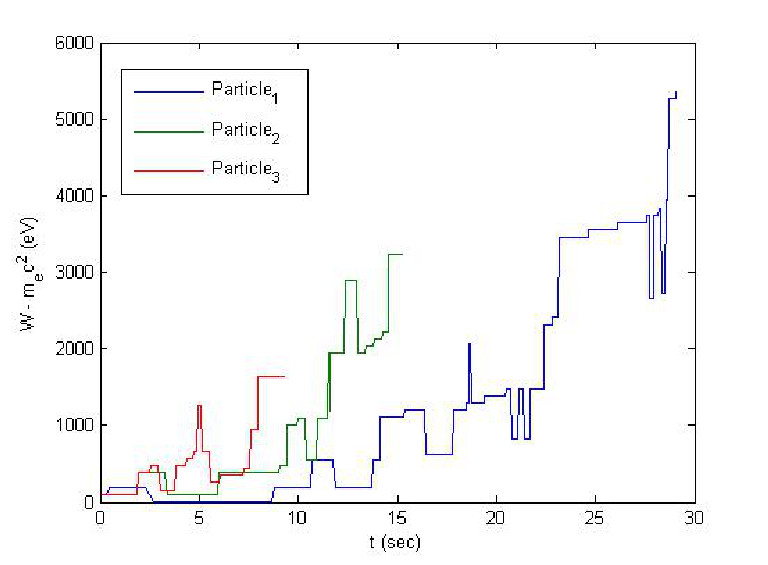 6000
5000
4000
3000
2000
1000
0
W - mₑc² (eV)
Particle₁
Particle₂
Particle₃
0 5 10 15 20 25 30
t (sec)